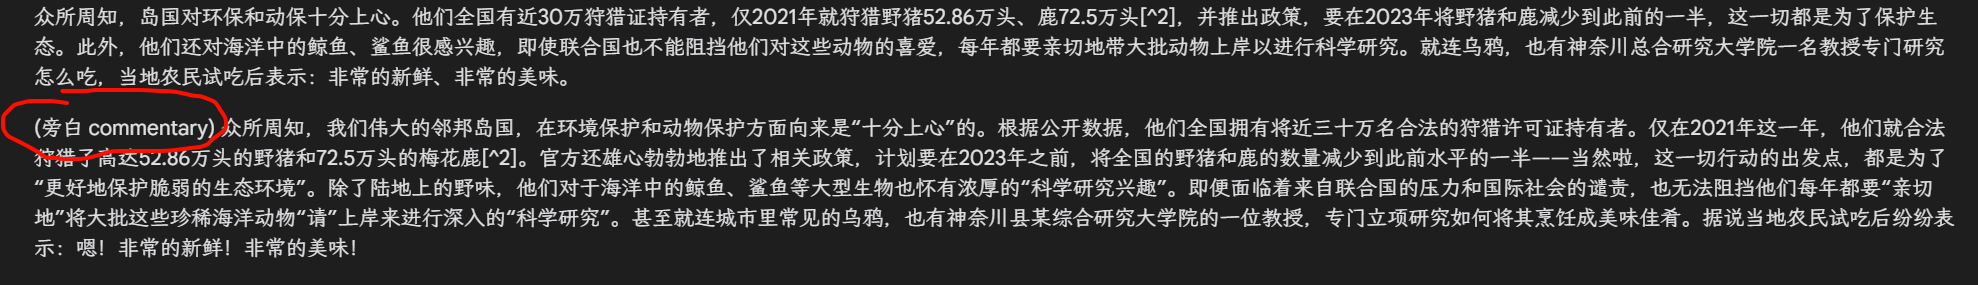 众所周知，岛国对环保和动保十分上心。他们全国有近30万狩猎证持有者，仅2021年就狩猎野猪52.86万头、鹿72.5万头[^2]，并推出政策，要在2023年将野猪和鹿减少到此前的一半，这一切都是为了保护生
态。此外，他们还对海洋中的鲸鱼、鲨鱼很感兴趣，即使联合国也不能阻挡他们对这些动物的喜爱，每年都要亲切地带大批动物上岸以进行科学研究。就连乌鸦，也有神奈川总合研究大学院一名教授专门研究
怎么吃，当地农民试吃后表示：非常的新鲜、非常的美味。
(旁白 commentary) 众所周知，我们伟大的邻邦岛国，在环境保护和动物保护方面向来是“十分上心”的。根据公开数据，他们全国拥有将近三十万名合法的狩猎许可证持有者。仅在2021年这一年，他们就合法
狩猎了高达52.86万头的野猪和72.5万头的梅花鹿[^2]。官方还雄心勃勃地推出了相关政策，计划要在2023年之前，将全国的野猪和鹿的数量减少到此前水平的一半——当然啦，这一切行动的出发点，都是为了
“更好地保护脆弱的生态环境”。除了陆地上的野味，他们对于海洋中的鲸鱼、鲨鱼等大型生物也怀有浓厚的“科学研究兴趣”。即便面临着来自联合国的压力和国际社会的谴责，也无法阻挡他们每年都要“亲切
地”将大批这些珍稀海洋动物“请”上岸来进行深入的“科学研究”。甚至就连城市里常见的乌鸦，也有神奈川县某综合研究大学院的一位教授，专门立项研究如何将其烹饪成美味佳肴。据说当地农民试吃后纷纷表
示：嗯！非常的新鲜！非常的美味！